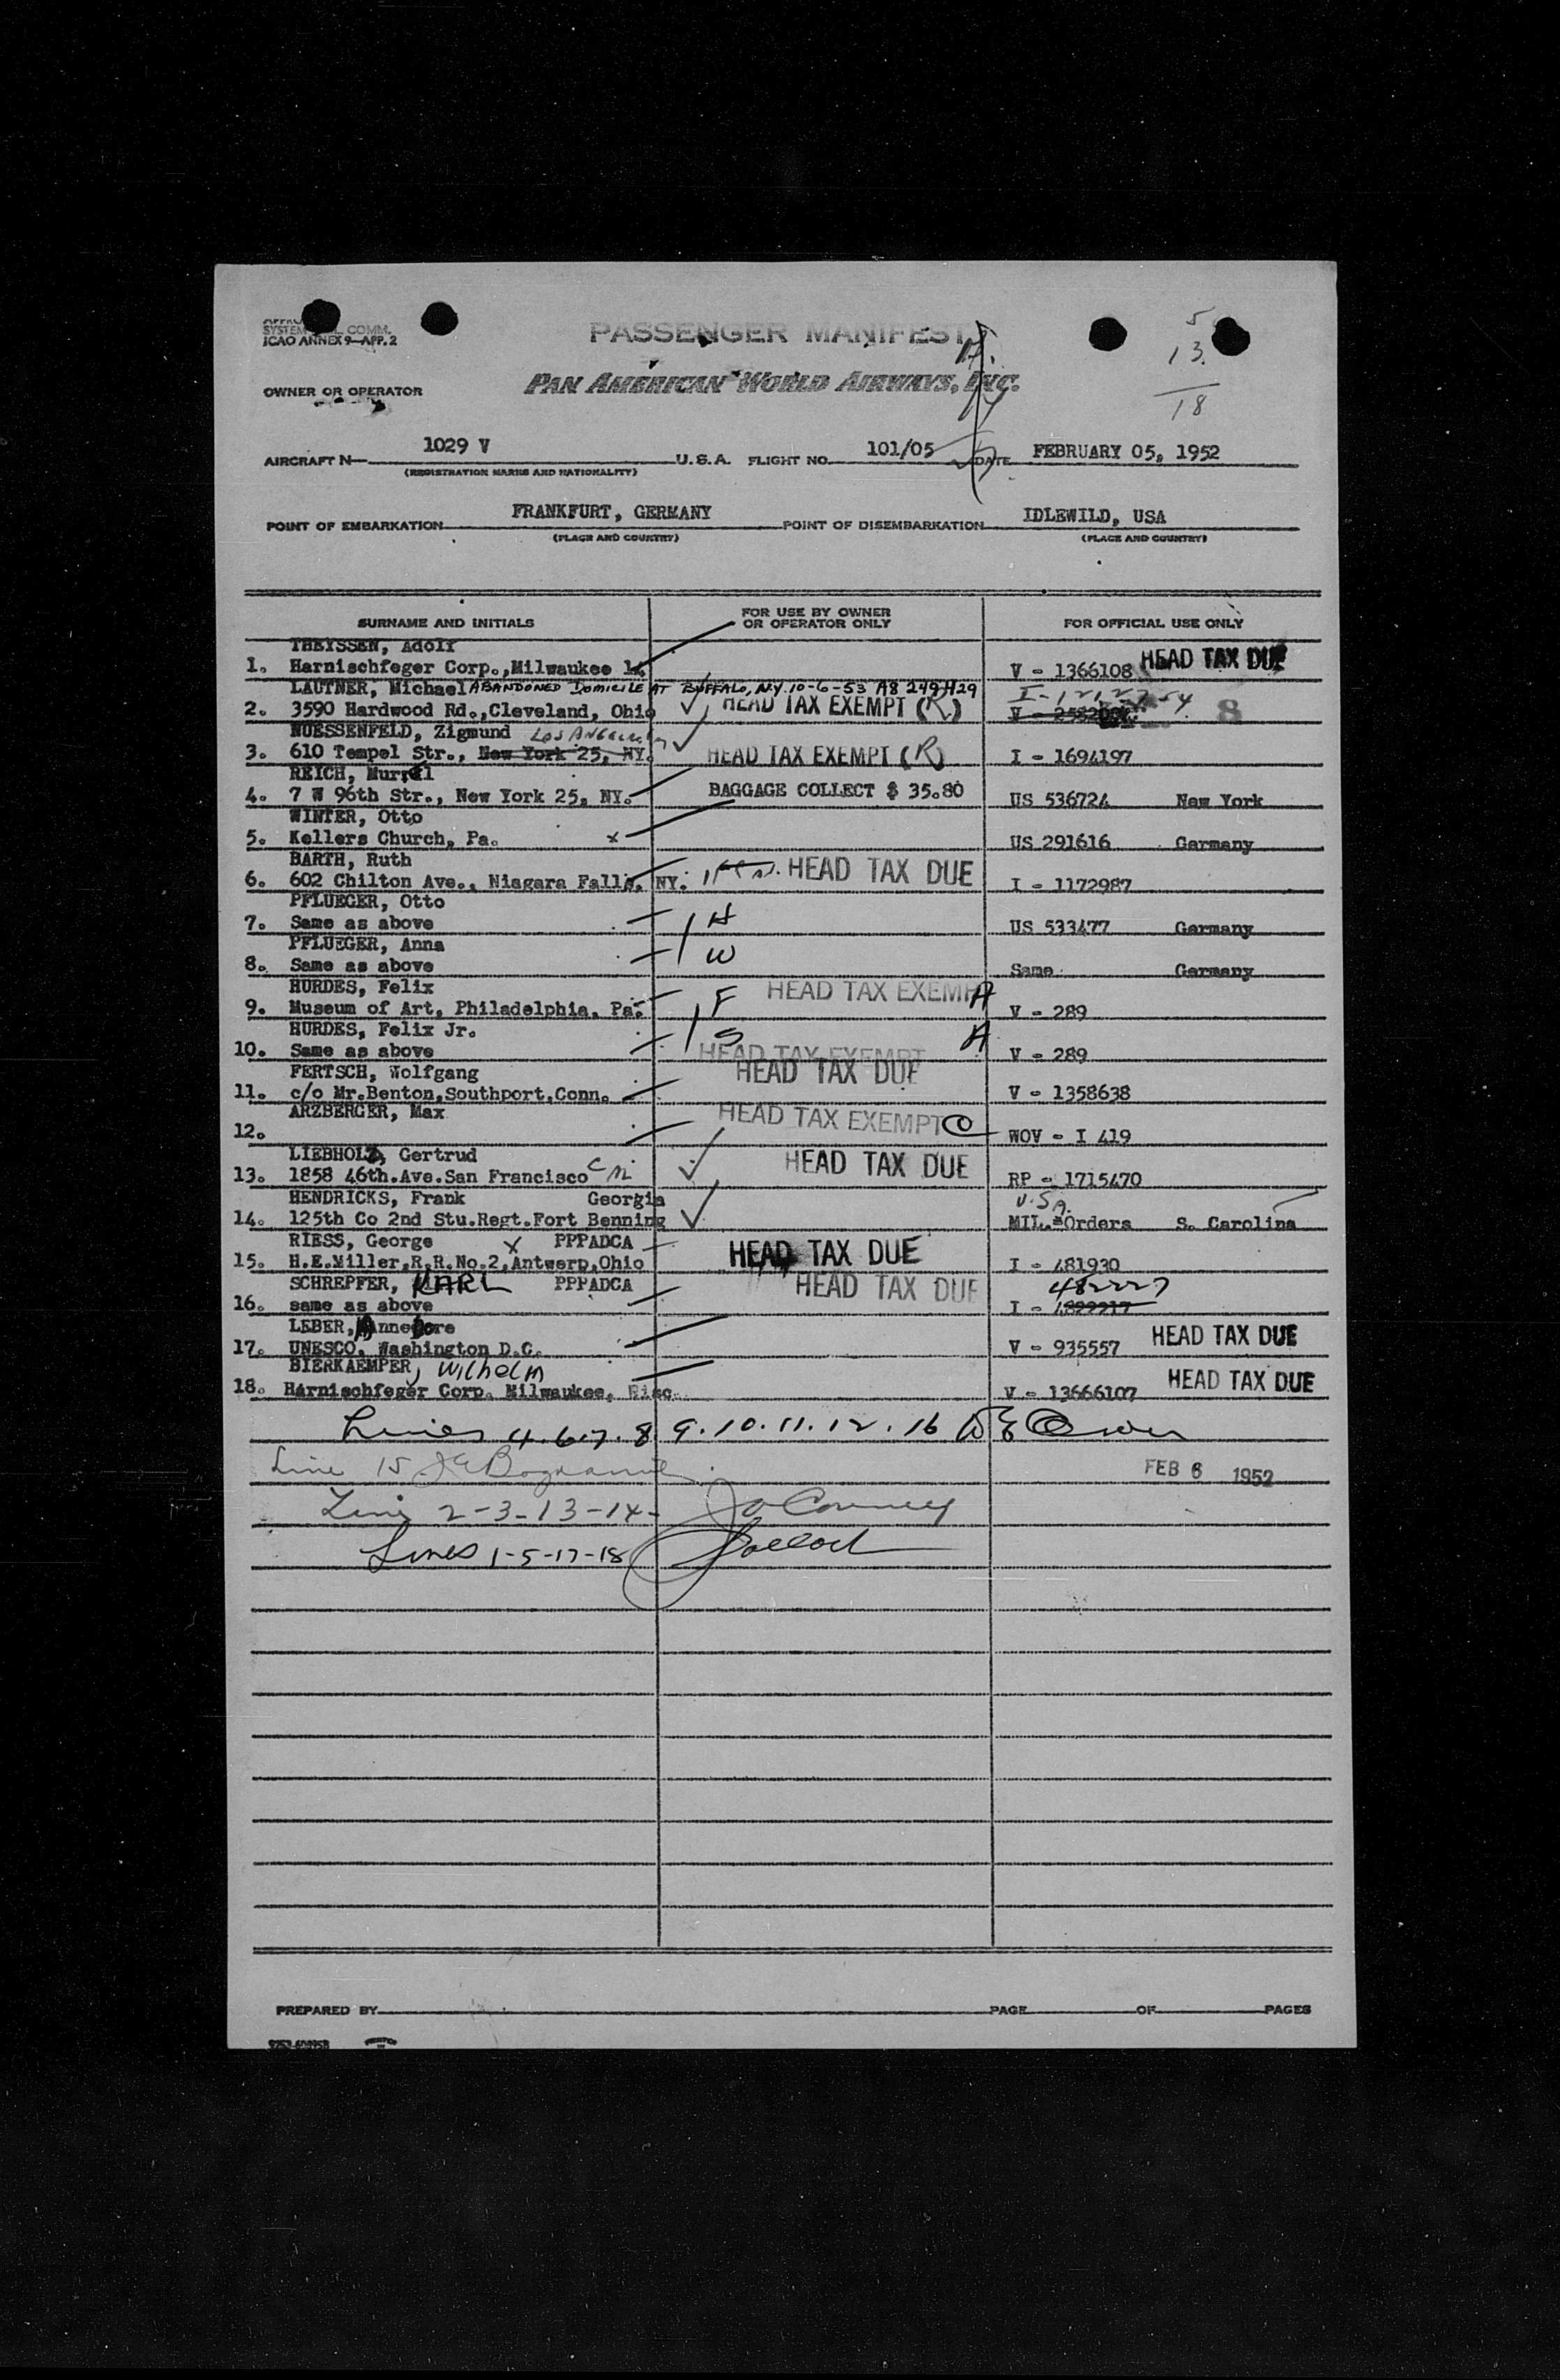 SYSTEM COMM.
ICAO ANNEX 9—APP. 2
PASSENGER MANIFEST
5
13.
18
OWNER OR OPERATOR
PAN AMERICAN WORLD AIRWAYS, INC.
AIRCRAFT N 1029 V U.S.A. FLIGHT NO. 101/05 DATE FEBRUARY 05, 1952
(REGISTRATION MARKS AND NATIONALITY)
POINT OF EMBARKATION FRANKFURT, GERMANY POINT OF DISEMBARKATION IDLEWILD, USA
(PLACE AND COUNTRY) (PLACE AND COUNTRY)
SURNAME AND INITIALS FOR USE BY OWNER OR OPERATOR ONLY FOR OFFICIAL USE ONLY
THEYSSEN, Adolf
1. Harnischfeger Corp.,Milwaukee 1. V - 1366108 HEAD TAX DUE
LAUTNER, Michael ABANDONED DOMICILE AT BUFFALO, N.Y. 10-6-53 A8 249429
2. 3590 Hardwood Rd.,Cleveland, Ohio HEAD TAX EXEMPT (R) 8
NUESSENFELD, Zigmund Los Angeles
3. 610 Tempel Str., New York 25, NY. HEAD TAX EXEMPT (R) I - 1694197
REICH, Muriel
4. 7 W 96th Str., New York 25, NY. BAGGAGE COLLECT $ 35.80 US 536724 New York
WINTER, Otto
5. Kellers Church, Pa. x US 291616 Germany
BARTH, Ruth
6. 602 Chilton Ave., Niagara Falls, NY. HEAD TAX DUE I - 1172987
PFLUEGER, Otto
7. Same as above H US 533477 Germany
PFLUEGER, Anna
8. Same as above W Same Germany
HURDES, Felix
9. Museum of Art, Philadelphia, Pa. F HEAD TAX EXEMPT A V - 289
HURDES, Felix Jr.
10. Same as above S HEAD TAX EXEMPT A V - 289
FERTSCH, Wolfgang HEAD TAX DUE
11. c/o Mr.Benton,Southport,Conn. V - 1358638
ARZBERGER, Max
12. HEAD TAX EXEMPT C WOV - I 419
LIEBHOLZ, Gertrud
13. 1858 46th.Ave.San Francisco HEAD TAX DUE RP - 1715470
HENDRICKS, Frank Georgia U.S.A.
14. 125th Co 2nd Stu.Regt.Fort Benning MIL.-Orders S. Carolina
RIESS, George x PPPADCA
15. H.E.Miller,R.R.No.2,Antwerp,Ohio HEAD TAX DUE I - 481930
SCHREPFER, KARL PPPADCA HEAD TAX DUE 482227
16. same as above I -
LEBER, Annelore
17. UNESCO, Washington D.C. V - 935557 HEAD TAX DUE
BIERKAEMPER, Wilhelm
18. Harnischfeger Corp. Milwaukee, Wisc. V - 13666107 HEAD TAX DUE
Lines 4.6.7.8 9.10.11.12.16
Line 15 FEB 6 1952
Line 2-3-13-14-
Lines 1-5-17-18
PREPARED BY PAGE OF PAGES